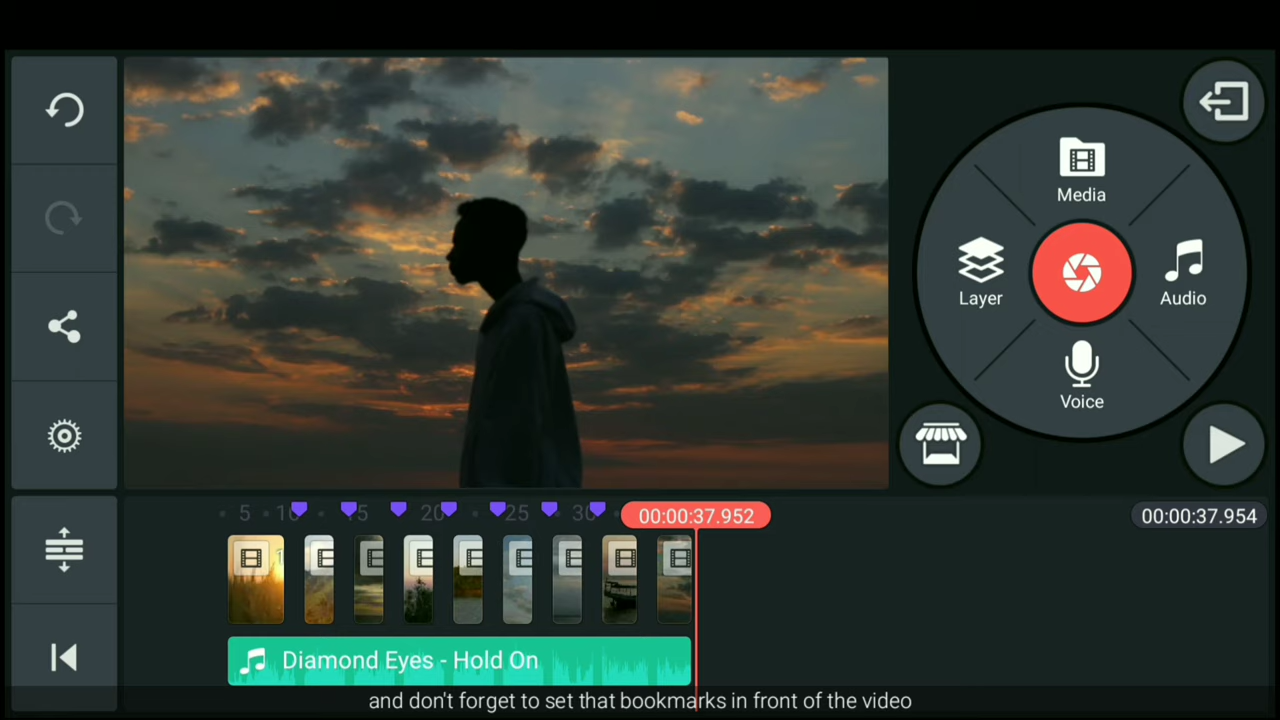 Media
Layer
Audio
Voice
5 10 15 20 25 30
00:00:37.952
00:00:37.954
Diamond Eyes - Hold On
and don't forget to set that bookmarks in front of the video